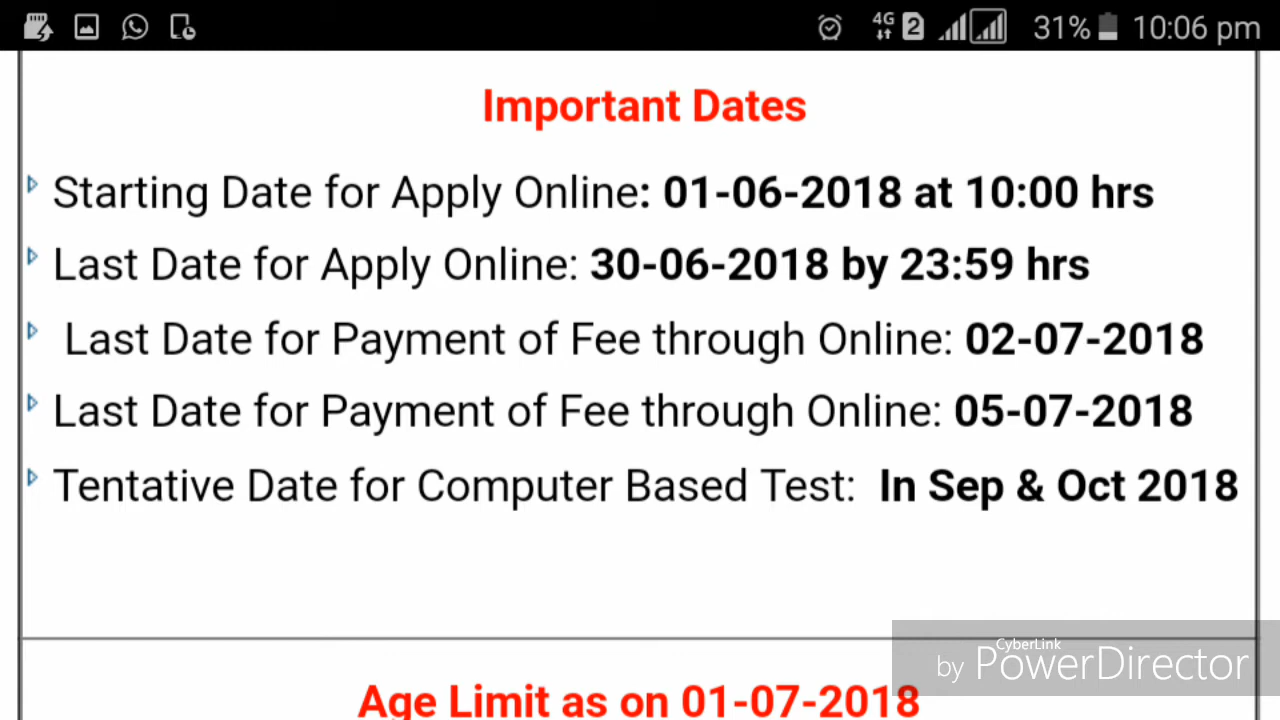 4G 2 31% 10:06 pm
Important Dates
Starting Date for Apply Online: 01-06-2018 at 10:00 hrs
Last Date for Apply Online: 30-06-2018 by 23:59 hrs
Last Date for Payment of Fee through Online: 02-07-2018
Last Date for Payment of Fee through Online: 05-07-2018
Tentative Date for Computer Based Test: In Sep & Oct 2018
CyberLink
by PowerDirector
Age Limit as on 01-07-2018